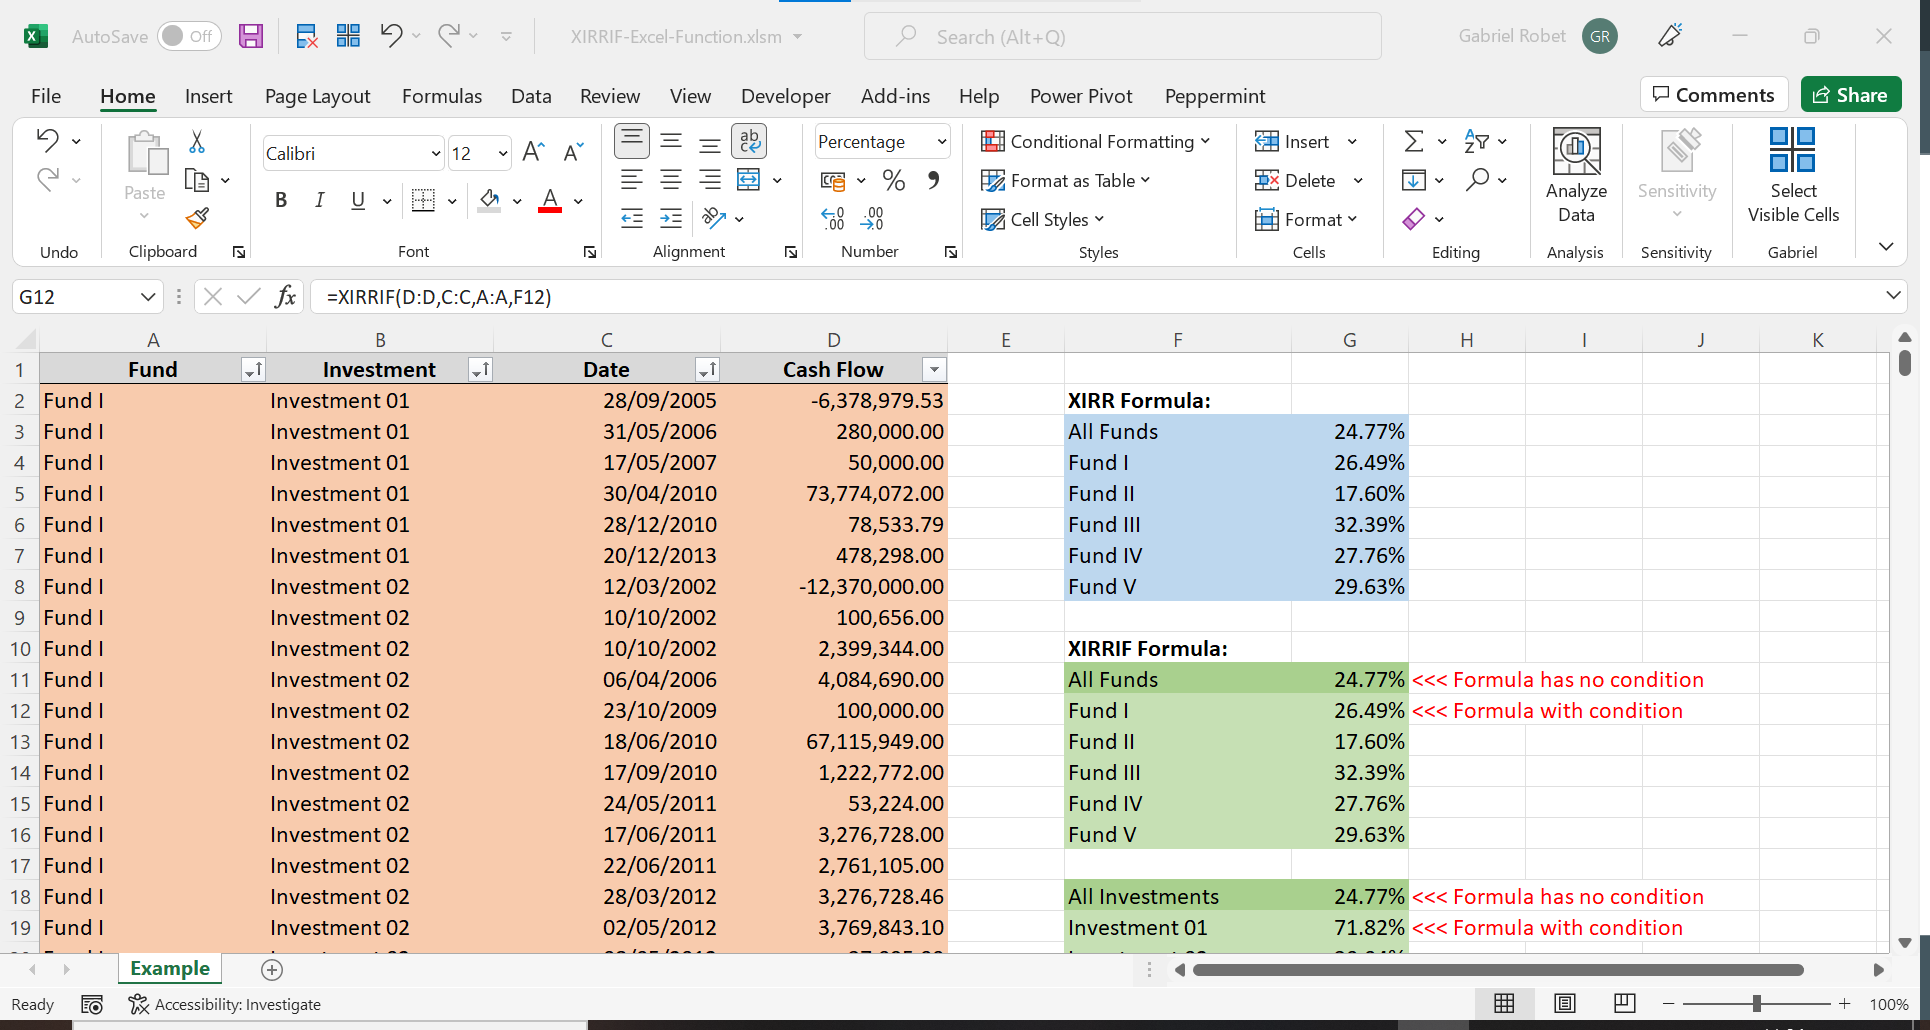 AutoSave Off XIRRIF-Excel-Function.xlsm Search (Alt+Q) Gabriel Robet GR
File Home Insert Page Layout Formulas Data Review View Developer Add-ins Help Power Pivot Peppermint Comments Share
Calibri 12 Percentage Conditional Formatting Insert
Paste Format as Table Delete Analyze Data Sensitivity Select Visible Cells
B I U Cell Styles Format
Undo Clipboard Font Alignment Number Styles Cells Editing Analysis Sensitivity Gabriel
G12 fx =XIRRIF(D:D,C:C,A:A,F12)
A B C D E F G H I J K
1 Fund Investment Date Cash Flow
2 Fund I Investment 01 28/09/2005 -6,378,979.53 XIRR Formula:
3 Fund I Investment 01 31/05/2006 280,000.00 All Funds 24.77%
4 Fund I Investment 01 17/05/2007 50,000.00 Fund I 26.49%
5 Fund I Investment 01 30/04/2010 73,774,072.00 Fund II 17.60%
6 Fund I Investment 01 28/12/2010 78,533.79 Fund III 32.39%
7 Fund I Investment 01 20/12/2013 478,298.00 Fund IV 27.76%
8 Fund I Investment 02 12/03/2002 -12,370,000.00 Fund V 29.63%
9 Fund I Investment 02 10/10/2002 100,656.00
10 Fund I Investment 02 10/10/2002 2,399,344.00 XIRRIF Formula:
11 Fund I Investment 02 06/04/2006 4,084,690.00 All Funds 24.77% <<< Formula has no condition
12 Fund I Investment 02 23/10/2009 100,000.00 Fund I 26.49% <<< Formula with condition
13 Fund I Investment 02 18/06/2010 67,115,949.00 Fund II 17.60%
14 Fund I Investment 02 17/09/2010 1,222,772.00 Fund III 32.39%
15 Fund I Investment 02 24/05/2011 53,224.00 Fund IV 27.76%
16 Fund I Investment 02 17/06/2011 3,276,728.00 Fund V 29.63%
17 Fund I Investment 02 22/06/2011 2,761,105.00
18 Fund I Investment 02 28/03/2012 3,276,728.46 All Investments 24.77% <<< Formula has no condition
19 Fund I Investment 02 02/05/2012 3,769,843.10 Investment 01 71.82% <<< Formula with condition
Example
Ready Accessibility: Investigate 100%